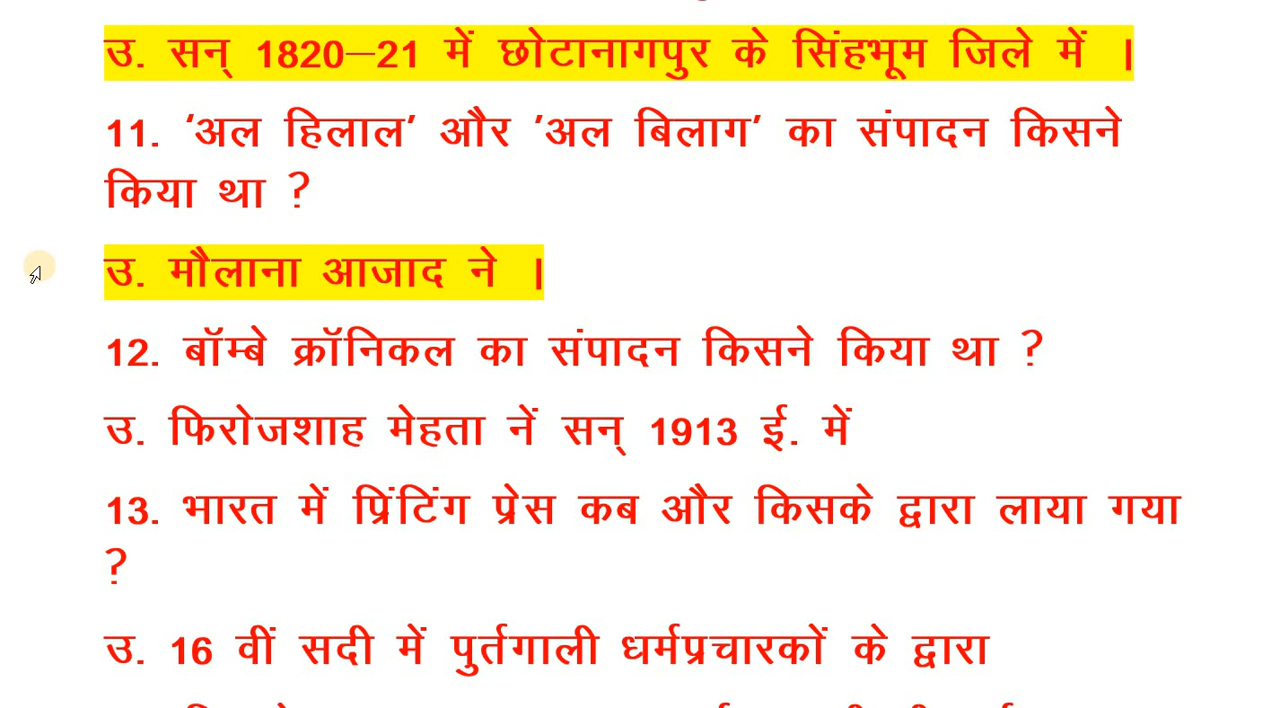 उ. सन् 1820–21 में छोटानागपुर के सिंहभूम जिले में ।
11. ‘अल हिलाल’ और ’अल बिलाग’ का संपादन किसने
किया था ?
उ. मौलाना आजाद ने ।
12. बॉम्बे क्रॉनिकल का संपादन किसने किया था ?
उ. फिरोजशाह मेहता नें सन् 1913 ई. में
13. भारत में प्रिंटिंग प्रेस कब और किसके द्वारा लाया गया
?
उ. 16 वीं सदी में पुर्तगाली धर्मप्रचारकों के द्वारा